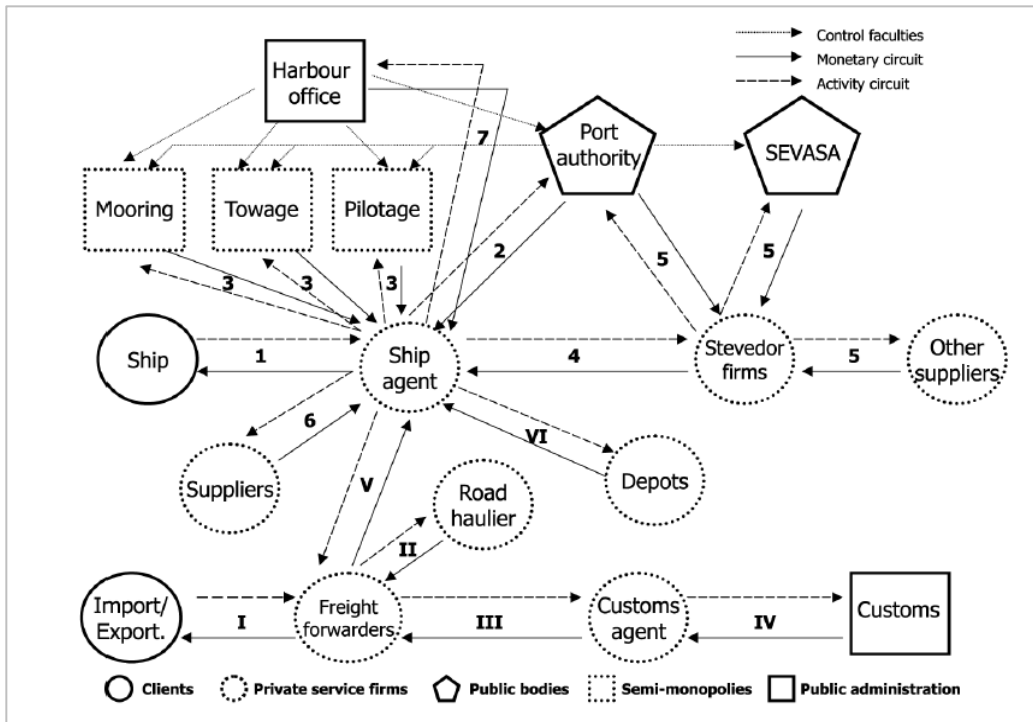 Control faculties
Monetary circuit
Activity circuit
Harbour
office
7
Port
authority
SEVASA
Mooring
Towage
Pilotage
2
5
5
3
3
3
Ship
1
Ship
agent
4
Stevedor
firms
5
Other
suppliers
6
VI
Suppliers
V
Road
haulier
Depots
II
Import/
Export.
I
Freight
forwarders
III
Customs
agent
IV
Customs
Clients
Private service firms
Public bodies
Semi-monopolies
Public administration